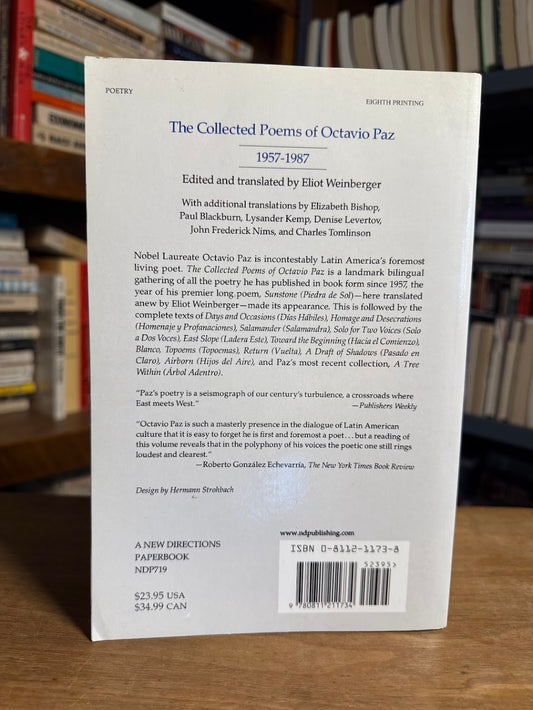 POETRY
EIGHTH PRINTING
The Collected Poems of Octavio Paz
1957-1987
Edited and translated by Eliot Weinberger
With additional translations by Elizabeth Bishop,
Paul Blackburn, Lysander Kemp, Denise Levertov,
John Frederick Nims, and Charles Tomlinson
Nobel Laureate Octavio Paz is incontestably Latin America's foremost
living poet. The Collected Poems of Octavio Paz is a landmark bilingual
gathering of all the poetry he has published in book form since 1957, the
year of his premier long poem, Sunstone (Piedra de Sol)—here translated
anew by Eliot Weinberger—made its appearance. This is followed by the
complete texts of Days and Occasions (Días Hábiles), Homage and Desecrations
(Homenaje y Profanaciones), Salamander (Salamandra), Solo for Two Voices (Solo
a Dos Voces), East Slope (Ladera Este), Toward the Beginning (Hacia el Comienzo),
Blanco, Topoems (Topoemas), Return (Vuelta), A Draft of Shadows (Pasado en
Claro), Airborn (Hijos del Aire), and Paz's most recent collection, A Tree
Within (Árbol Adentro).
"Paz's poetry is a seismograph of our century's turbulence, a crossroads where
East meets West."
—Publishers Weekly
"Octavio Paz is such a masterly presence in the dialogue of Latin American
culture that it is easy to forget he is first and foremost a poet . . . but a reading of
this volume reveals that in the polyphony of his voices the poetic one still rings
loudest and clearest."
—Roberto González Echevarría, The New York Times Book Review
Design by Hermann Strohbach
www.ndpublishing.com
A NEW DIRECTIONS
PAPERBOOK
NDP719
$23.95 USA
$34.99 CAN
ISBN 0-8112-1173-8
52395>
9 780811 211734